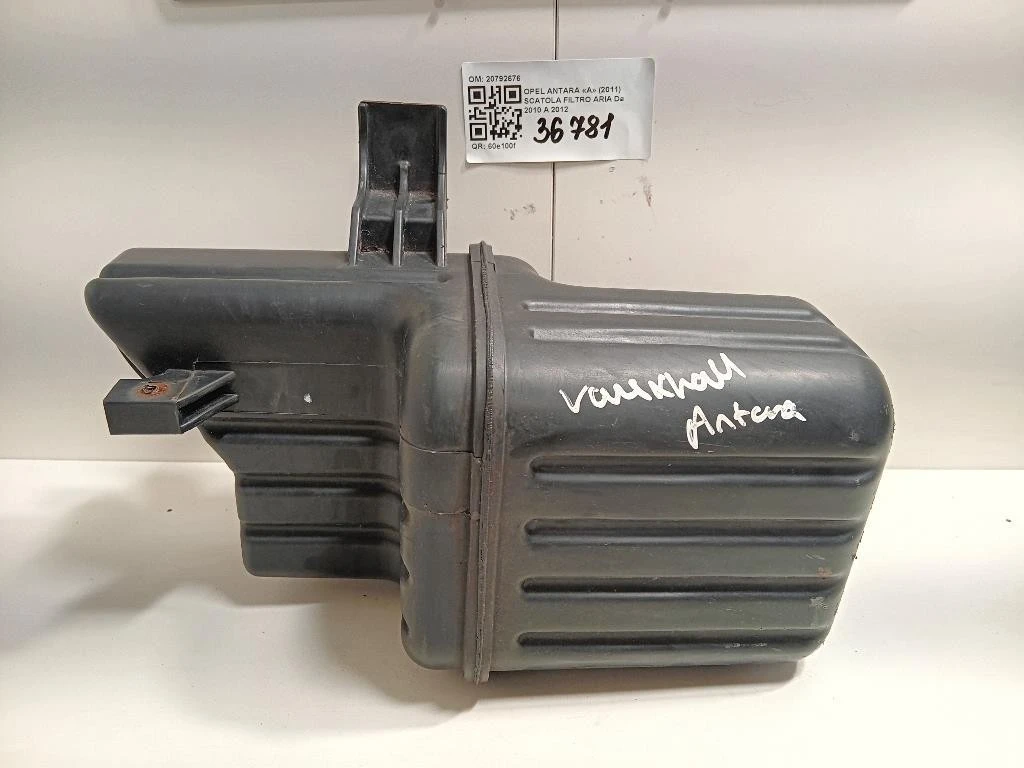 OM: 20792676
OPEL ANTARA «A» (2011)
SCATOLA FILTRO ARIA Da
2010 A 2012
36781
QR: 60e100f
Vauxhall
Antara